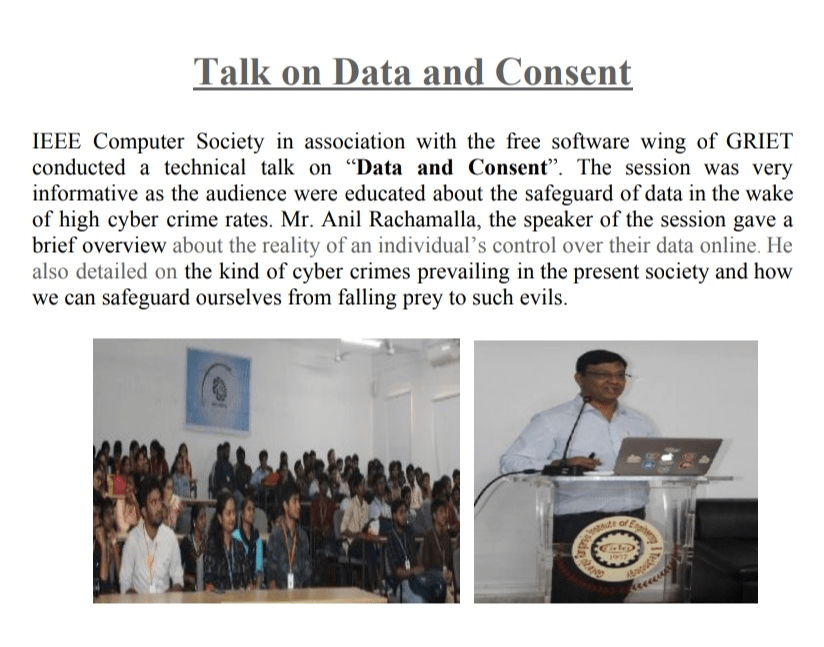 Talk on Data and Consent
IEEE Computer Society in association with the free software wing of GRIET
conducted a technical talk on “Data and Consent”. The session was very
informative as the audience were educated about the safeguard of data in the wake
of high cyber crime rates. Mr. Anil Rachamalla, the speaker of the session gave a
brief overview about the reality of an individual’s control over their data online. He
also detailed on the kind of cyber crimes prevailing in the present society and how
we can safeguard ourselves from falling prey to such evils.
Institute of Engineering &
Technology
1997